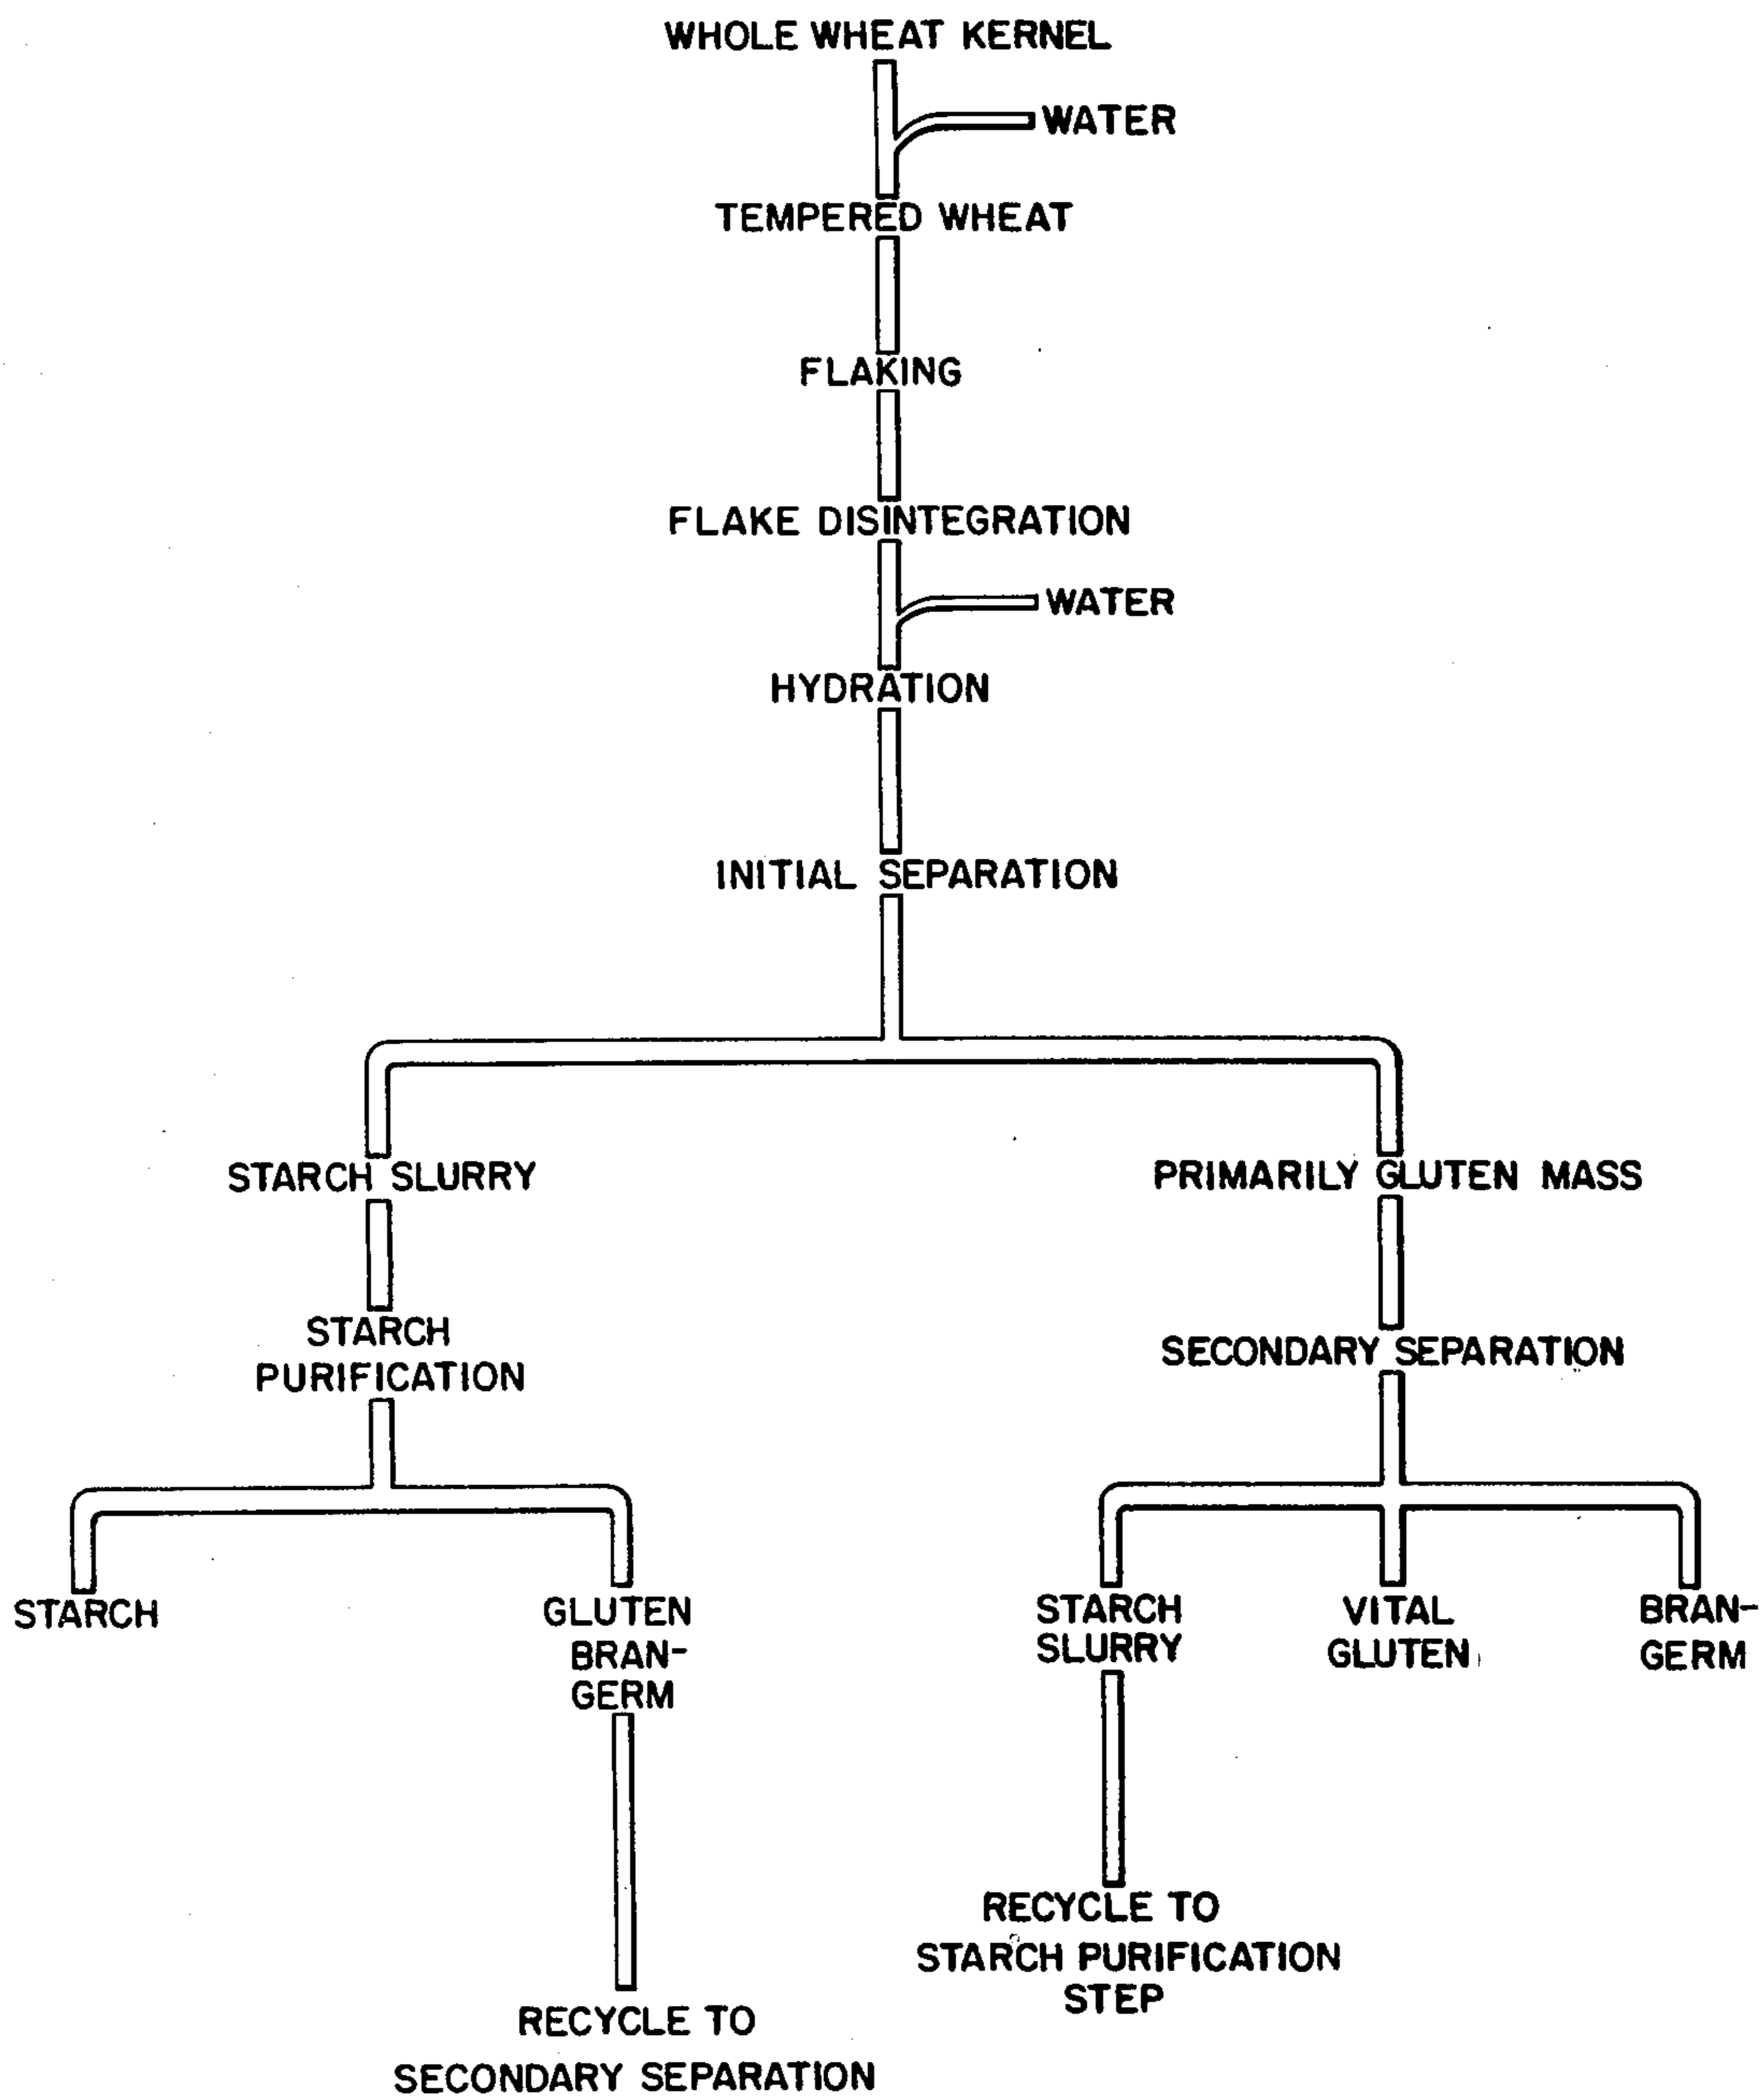 WHOLE WHEAT KERNEL
WATER
TEMPERED WHEAT
FLAKING
FLAKE DISINTEGRATION
WATER
HYDRATION
INITIAL SEPARATION
STARCH SLURRY
PRIMARILY GLUTEN MASS
STARCH
PURIFICATION
SECONDARY SEPARATION
STARCH
GLUTEN
BRAN-
GERM
STARCH
SLURRY
VITAL
GLUTEN
BRAN-
GERM
RECYCLE TO
STARCH PURIFICATION
STEP
RECYCLE TO
SECONDARY SEPARATION